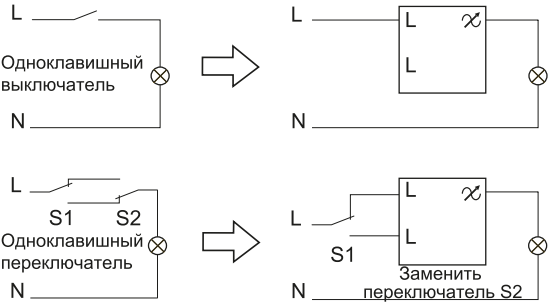 L
L
L
Одноклавишный
выключатель
L
N
N
L
S1
S2
L
L
L
S1
Одноклавишный
переключатель
Заменить
переключатель S2
N
N